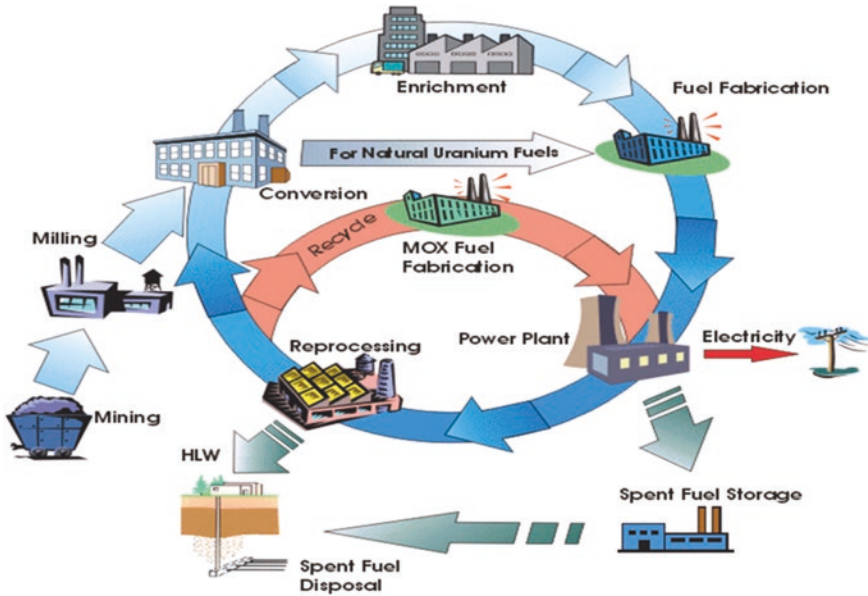 Enrichment
Fuel Fabrication
For Natural Uranium Fuels
Conversion
Recycle
Milling
MOX Fuel
Fabrication
Reprocessing
Power Plant
Electricity
Mining
HLW
Spent Fuel Storage
Spent Fuel
Disposal